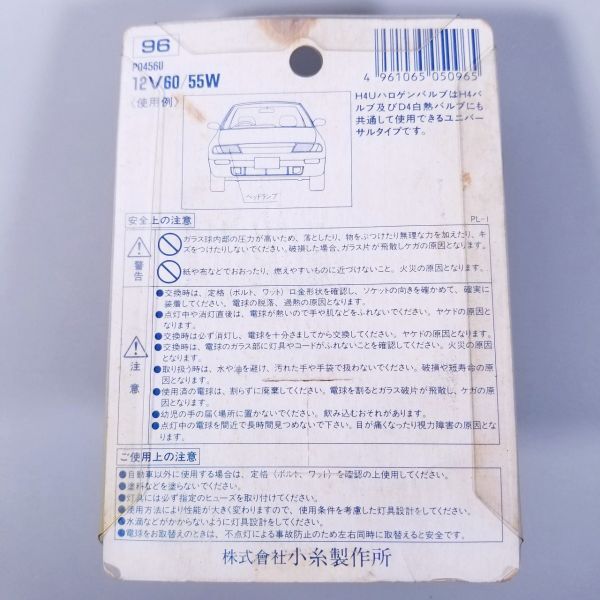 96
P0456U
12V60/55W
〈使用例〉
4 961065 050965
H4Uハロゲンバルブは H4バ
ルブ及びD4白熱バルブにも
共通して使用できるユニバー
サルタイプです。
ヘッドランプ
安全上の注意
PL-1
ガラス球内部の圧力が高いため、落としたり、物をぶつけたり無理な力を加えたり、キ
ズをつけたりしないでください。破損した場合、ガラス片が飛散しケガの原因となります。
警告
紙や布などでおおったり、燃えやすいものに近づけないこと。火災の原因となります。
●交換時は、定格(ボルト、ワット)口金形状を確認し、ソケットの向きを確かめて、確実に
装着してください。電球の脱落、過熱の原因となります。
●点灯中や消灯直後は、電球が熱いので手や肌などをふれないでください。ヤケドの原因と
なります。
●交換時は必ず消灯し、電球を十分さましてから交換してください。ヤケドの原因となります。
●交換時は、電球のガラス部に灯具やコードがふれないことを確認してください。火災の原因
となります。
注意
●取り扱う時は、水や油を避け、汚れた手や手袋で扱わないでください。破損や短寿命の原
因となります。
●使用済の電球は、割らずに廃棄してください。電球を割るとガラス破片が飛散し、ケガの原
因となります。
●幼児の手の届く場所に置かないでください。飲み込むおそれがあります。
●点灯中の電球を間近で長時間見つめないで下さい。目が痛くなったり視力障害の原因とな
ります。
ご使用上の注意
●自動車以外に使用する場合は、定格(ボルト、ワット)を確認の上使用してください。
●塗料などを塗らないでください。
●灯具には必ず指定のヒューズを取り付けてください。
●使用方法により性能が大きく変わりますので、使用条件を考慮した灯具設計をしてください。
●水滴などがかからないように灯具設計をしてください。
●電球をお取替えのときは、不点灯による事故防止のため左右同時に取替えると安全です。
株式會社小糸製作所